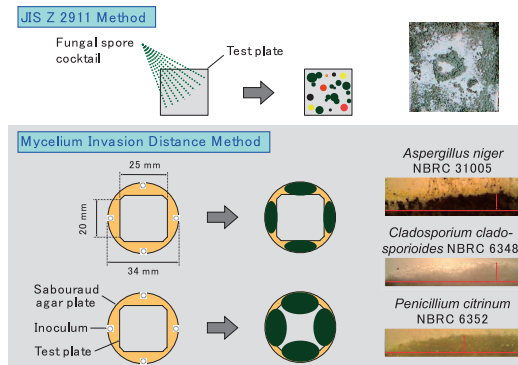 JIS Z 2911 Method
Fungal spore
cocktail
Test plate
Mycelium Invasion Distance Method
25 mm
20 mm
34 mm
Sabouraud
agar plate
Inoculum
Test plate
Aspergillus niger
NBRC 31005
Cladosporium clado-
sporioides NBRC 6348
Penicillium citrinum
NBRC 6352